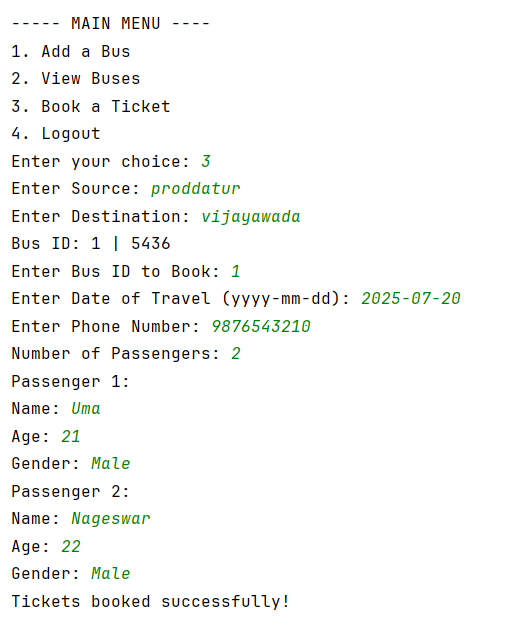 ----- MAIN MENU ----
1. Add a Bus
2. View Buses
3. Book a Ticket
4. Logout
Enter your choice: 3
Enter Source: proddatur
Enter Destination: vijayawada
Bus ID: 1 | 5436
Enter Bus ID to Book: 1
Enter Date of Travel (yyyy-mm-dd): 2025-07-20
Enter Phone Number: 9876543210
Number of Passengers: 2
Passenger 1:
Name: Uma
Age: 21
Gender: Male
Passenger 2:
Name: Nageswar
Age: 22
Gender: Male
Tickets booked successfully!